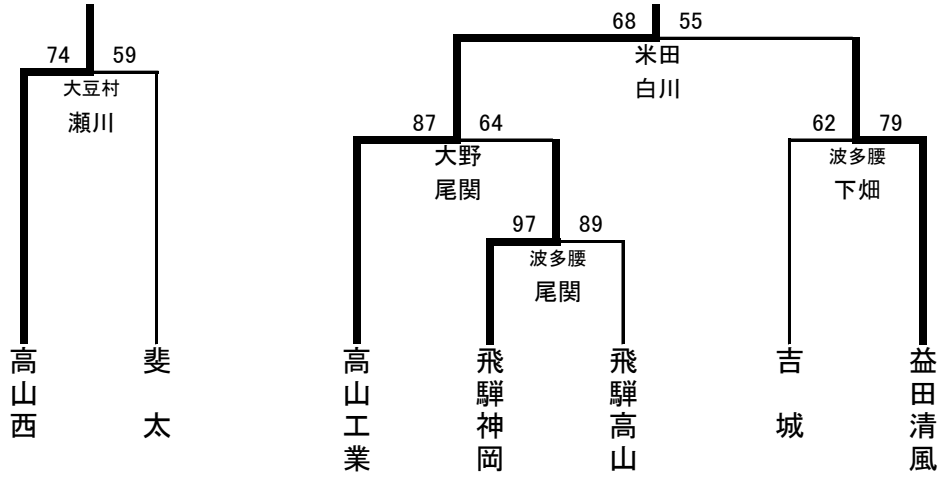 68 55
米田
白川
74 59
大豆村
瀬川
87 64
大野
尾関
62 79
波多腰
下畑
97 89
波多腰
尾関
高山西
斐太
高山工業
飛騨神岡
飛騨高山
吉城
益田清風